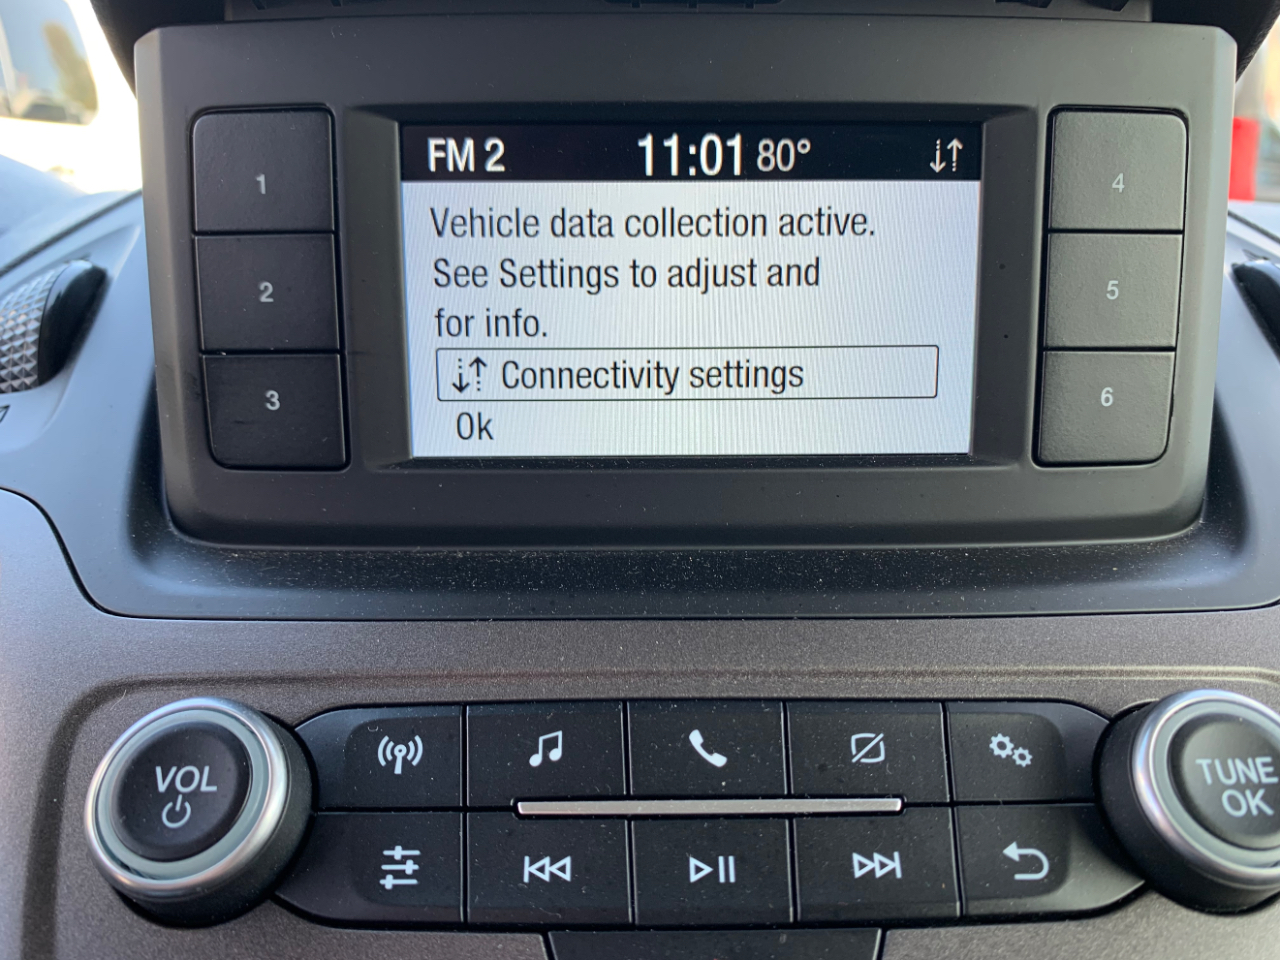 FM 2 11:01 80°
Vehicle data collection active.
See Settings to adjust and
for info.
Connectivity settings
Ok
1
2
3
4
5
6
VOL
TUNE
OK